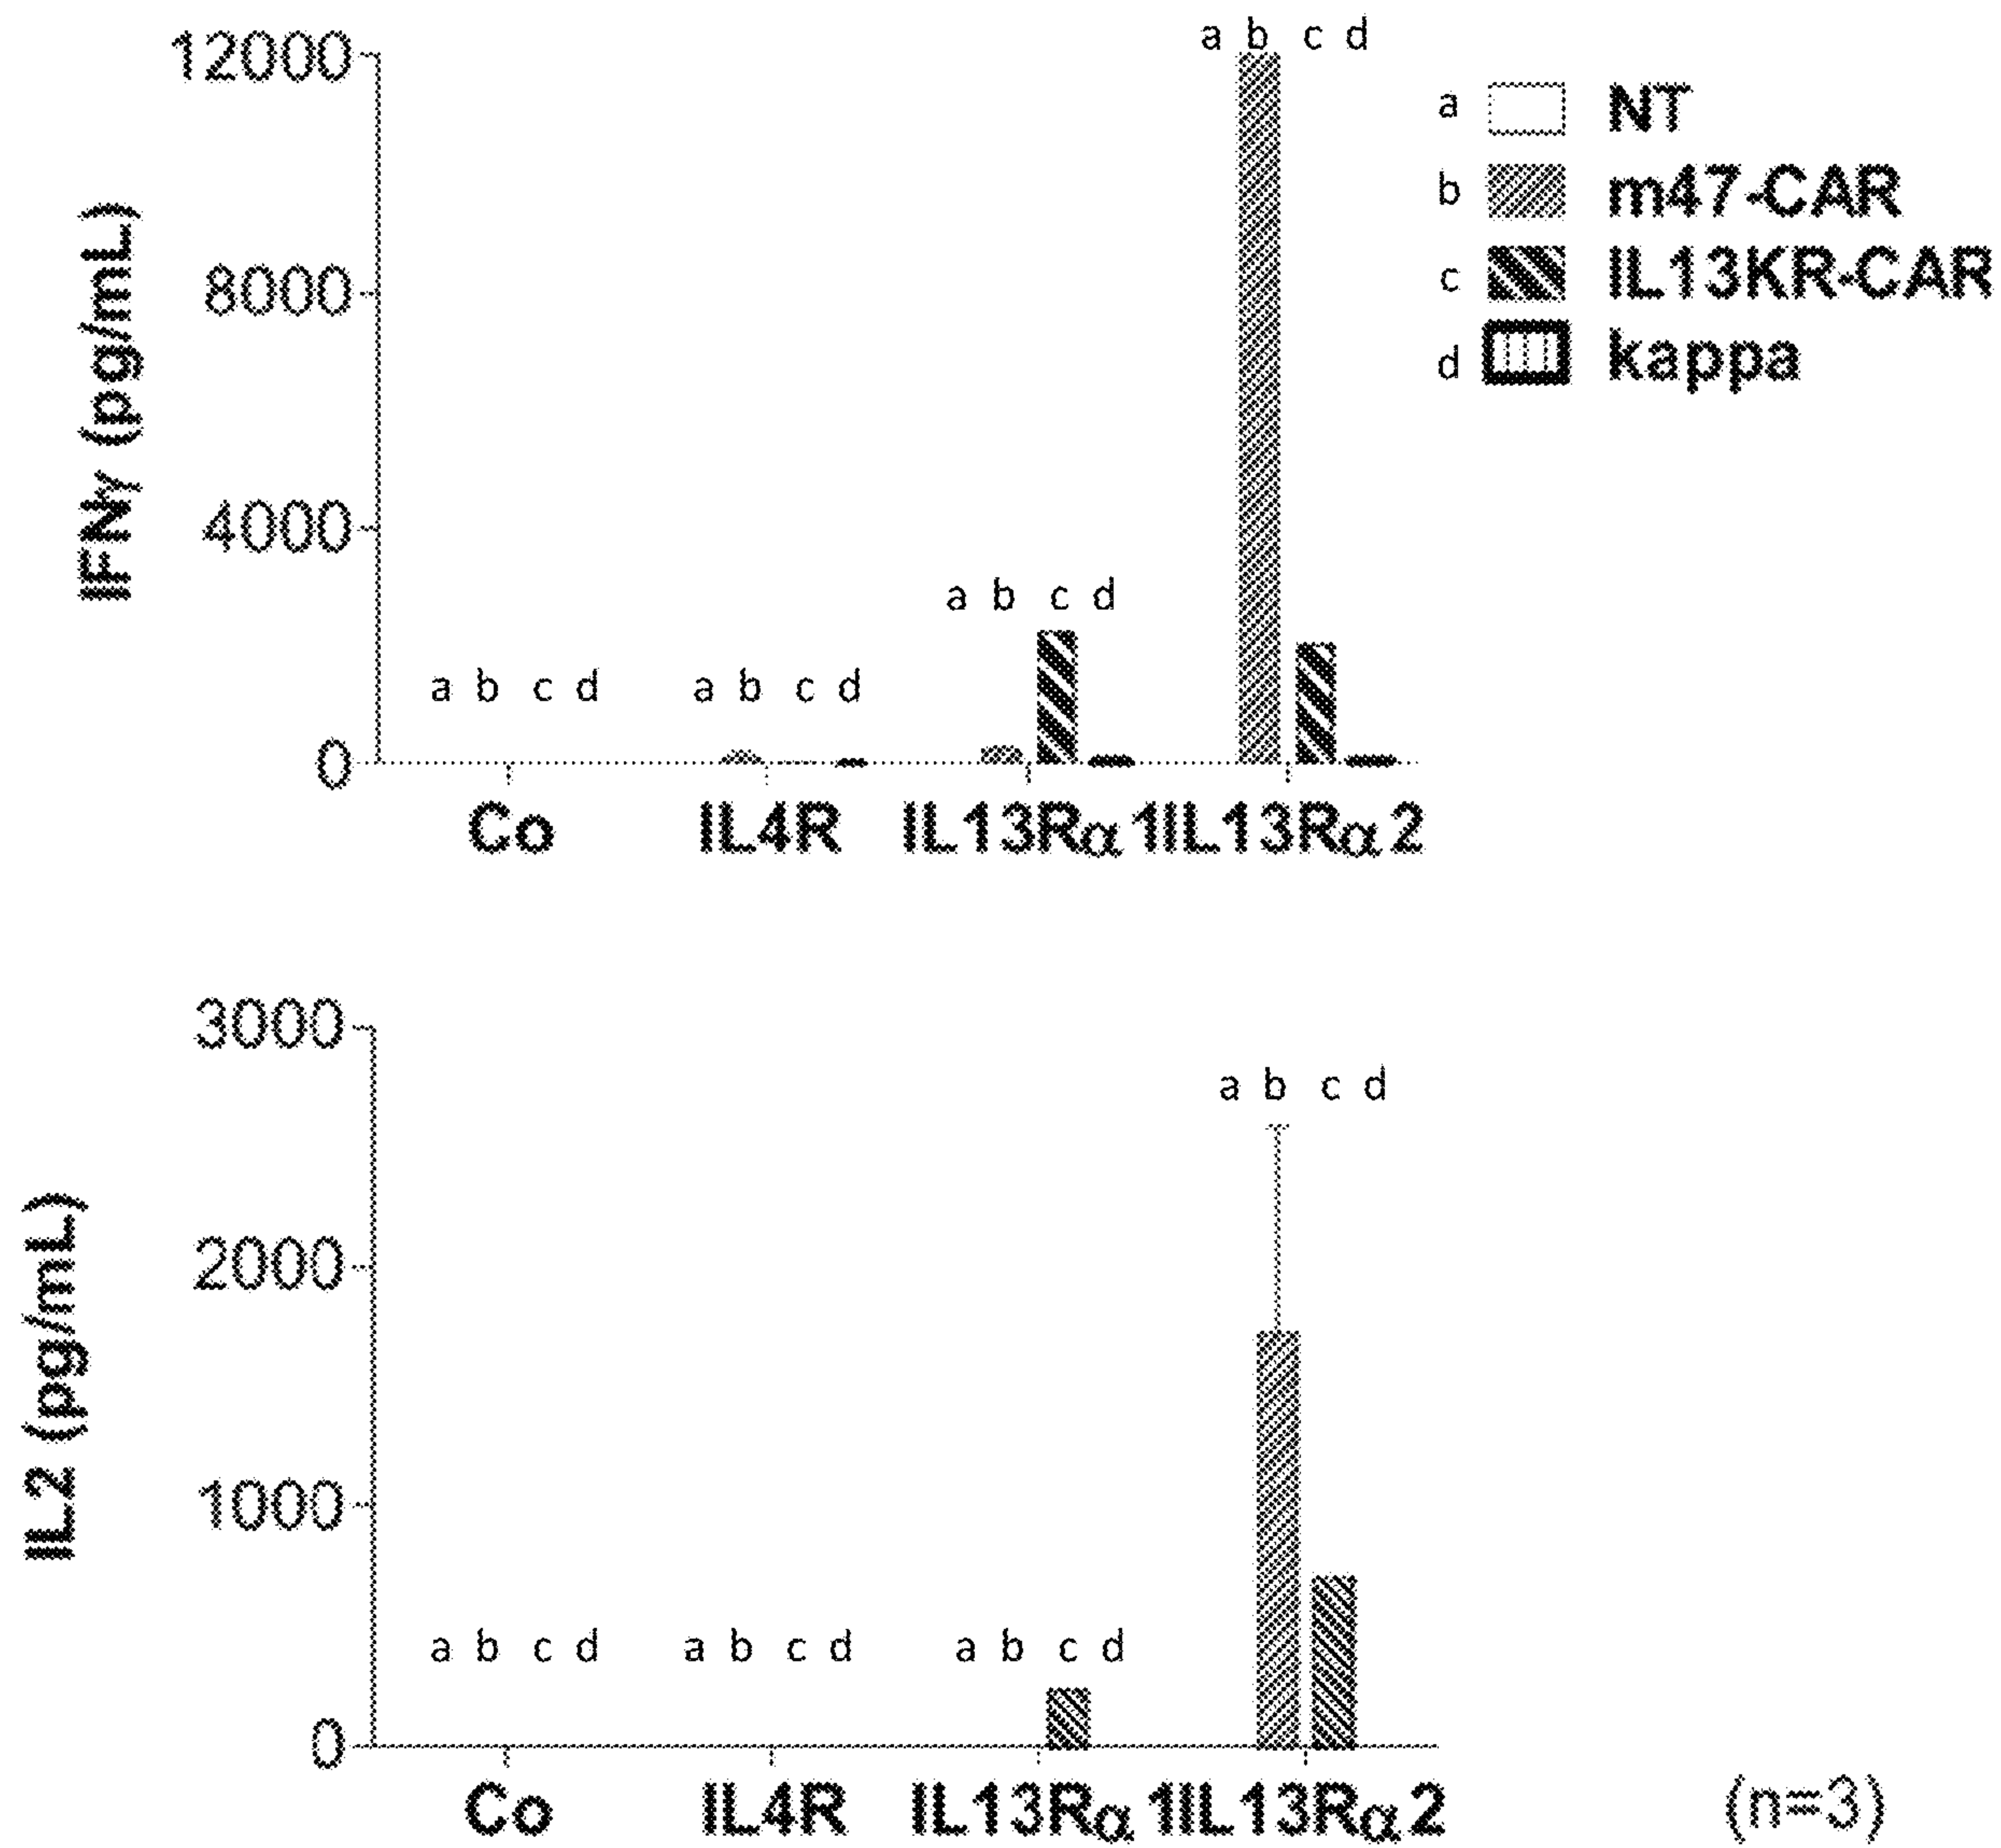 12000
8000
4000
0
IFNγ (pg/mL)
a b c d
a b c d
a b c d
a b c d
Co IL4R IL13Rα1 IL13Rα2
a NT
b m47-CAR
c IL13KR-CAR
d kappa
3000
2000
1000
0
IL2 (pg/mL)
a b c d
a b c d
a b c d
a b c d
Co IL4R IL13Rα1 IL13Rα2
(n=3)